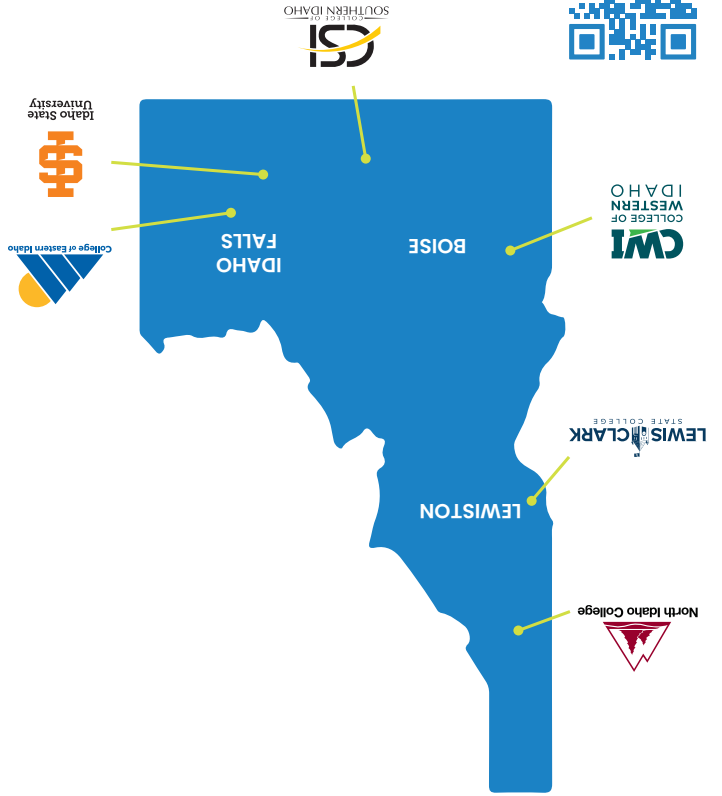 North Idaho College
LEWISTON
LEWIS CLARK
STATE COLLEGE
CWI
COLLEGE OF
WESTERN
IDAHO
BOISE
IDAHO
FALLS
College of Eastern Idaho
IS
Idaho State
University
CSI
COLLEGE OF
SOUTHERN IDAHO